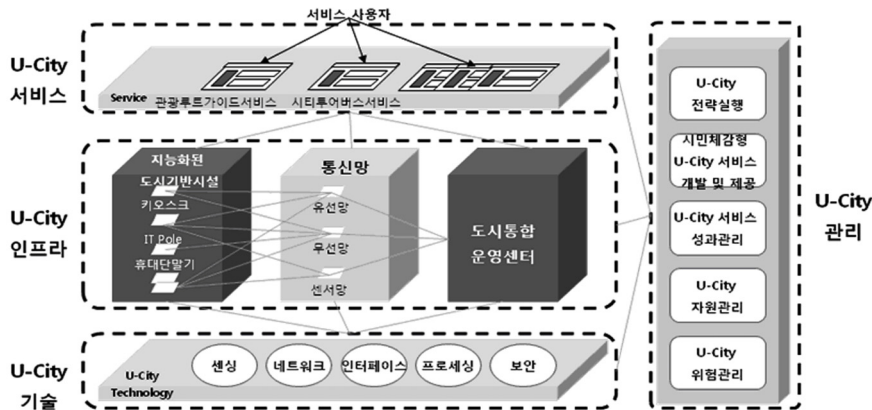 서비스 사용자
U-City
서비스
관광루트가이드서비스
시티투어버스서비스
Service
U-City
인프라
지능화된
도시기반시설
키오스크
IT Pole
휴대단말기
통신망
유선망
무선망
센서망
도시통합
운영센터
U-City
기술
U-City
Technology
센싱
네트워크
인터페이스
프로세싱
보안
U-City
전략실행
시민체감형
U-City 서비스
개발 및 제공
U-City 서비스
성과관리
U-City
자원관리
U-City
위험관리
U-City
관리